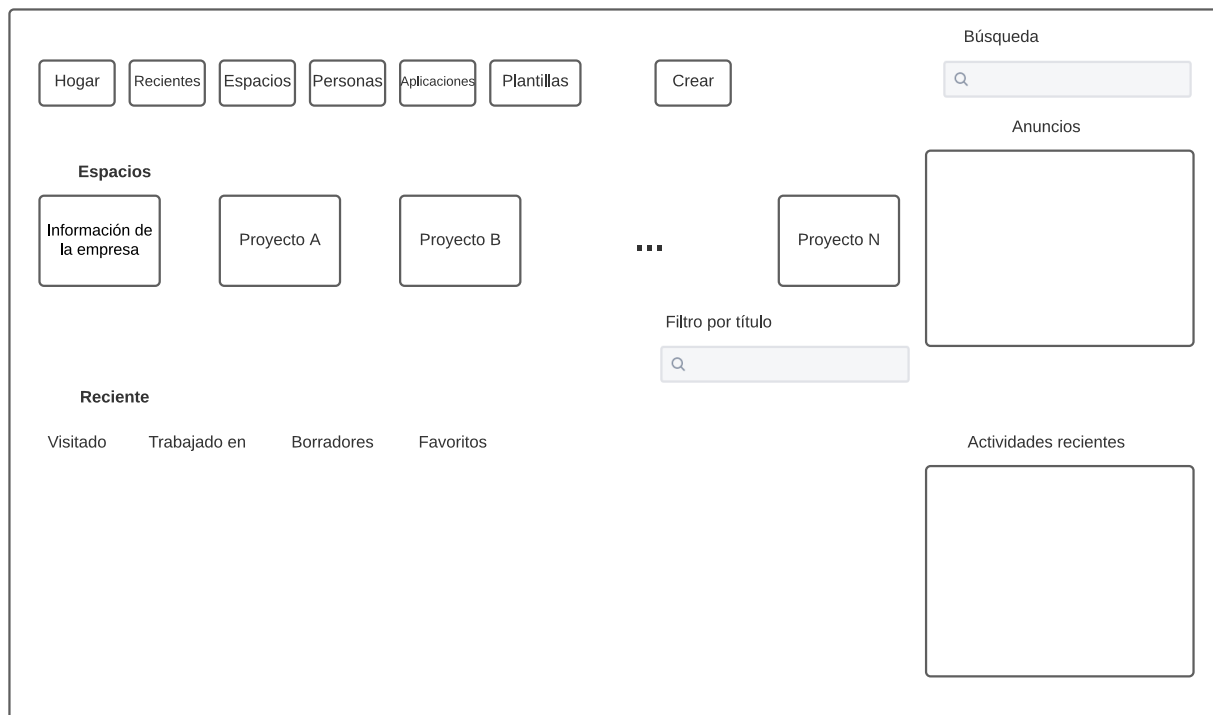 Búsqueda
Hogar
Recientes
Espacios
Personas
Aplicaciones
Plantillas
Crear
Anuncios
Espacios
Información de
la empresa
Proyecto A
Proyecto B
...
Proyecto N
Filtro por título
Reciente
Visitado
Trabajado en
Borradores
Favoritos
Actividades recientes